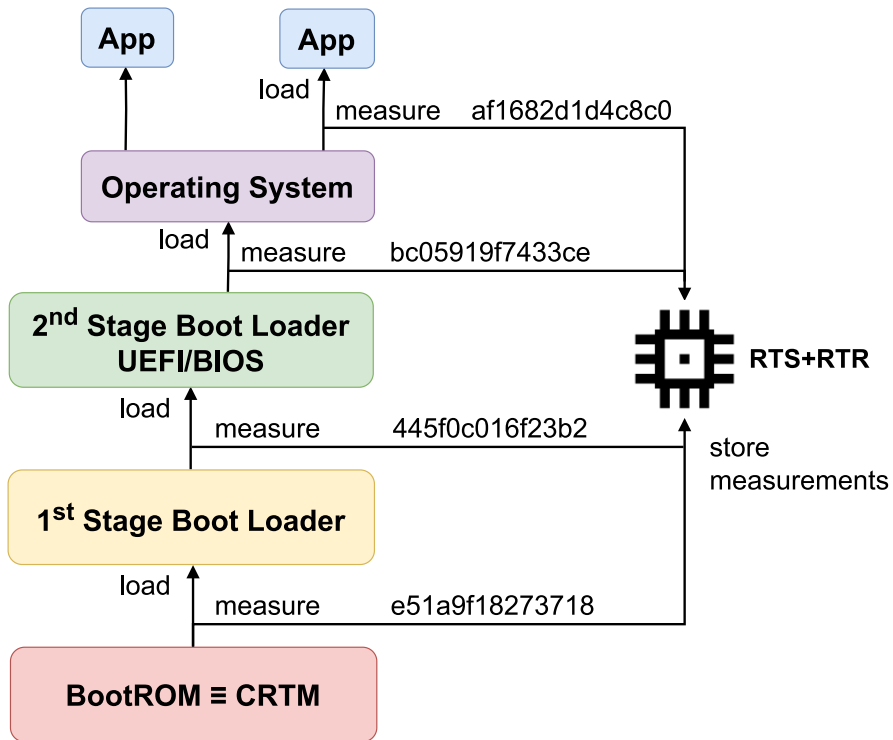 App
App
load
measure af1682d1d4c8c0
Operating System
load
measure bc05919f7433ce
2nd Stage Boot Loader
UEFI/BIOS
RTS+RTR
load
measure 445f0c016f23b2
store
measurements
1st Stage Boot Loader
load
measure e51a9f18273718
BootROM ≡ CRTM